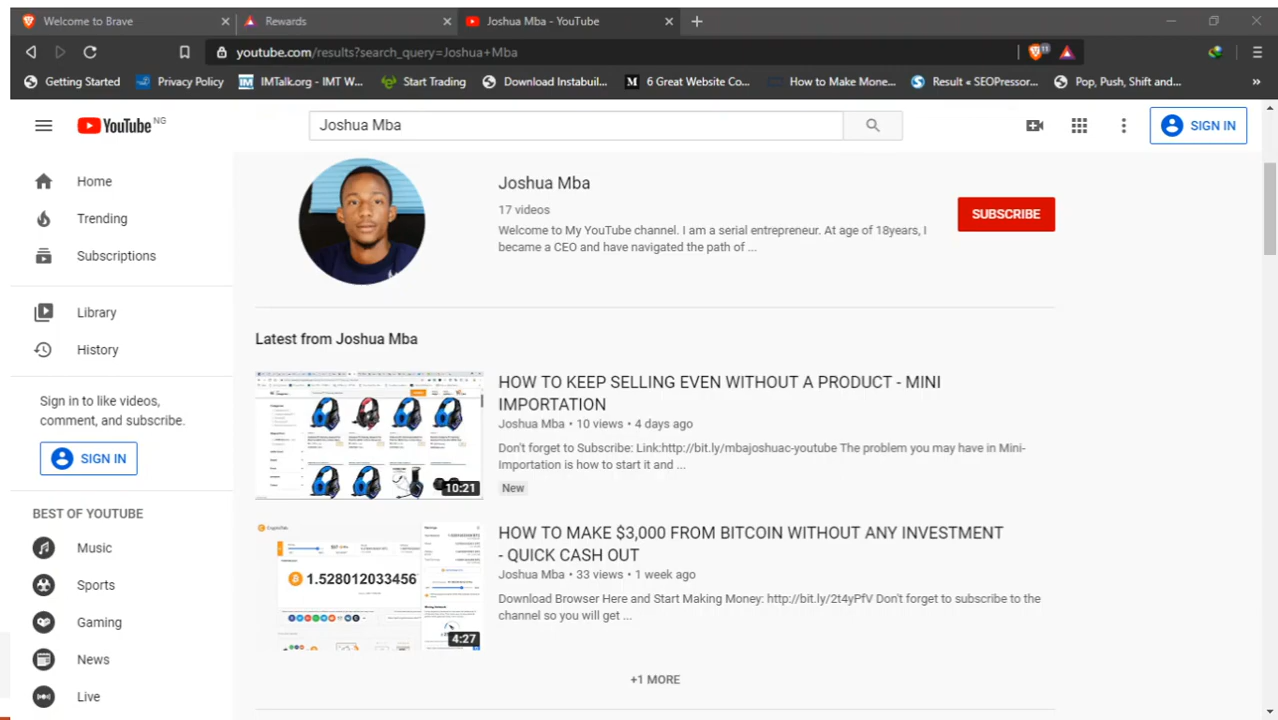 Welcome to Brave
Rewards
Joshua Mba - YouTube
youtube.com/results?search_query=Joshua+Mba
11
Getting Started
Privacy Policy
IMTalk.org - IMT W...
Start Trading
Download Instaкuil...
6 Great Website Co...
How to Make Mone...
Result « SEOPressor...
Pop, Push, Shift and...
YouTube NG
Joshua Mba
SIGN IN
Home
Trending
Subscriptions
Library
History
Sign in to like videos,
comment, and subscribe.
SIGN IN
BEST OF YOUTUBE
Music
Sports
Gaming
News
Live
Joshua Mba
17 videos
Welcome to My YouTube channel. I am a serial entrepreneur. At age of 18years, I
became a CEO and have navigated the path of ...
SUBSCRIBE
Latest from Joshua Mba
10:21
HOW TO KEEP SELLING EVEN WITHOUT A PRODUCT - MINI
IMPORTATION
Joshua Mba • 10 views • 4 days ago
Don't forget to Subscribe: Link:http://bit.ly/mbajoshuac-youtube The problem you may have in Mini-
Importation is how to start it and ...
New
1.528012033456
4:27
HOW TO MAKE $3,000 FROM BITCOIN WITHOUT ANY INVESTMENT
- QUICK CASH OUT
Joshua Mba • 33 views • 1 week ago
Download Browser Here and Start Making Money: http://bit.ly/2t4yPfV Don't forget to subscribe to the
channel so you will get ...
+1 MORE